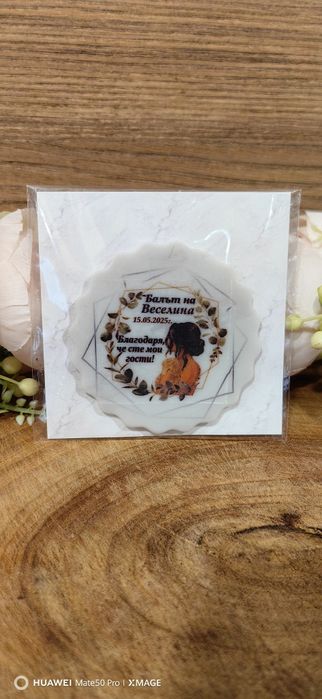 Балът на
Веселина
15.05.2025г.
Благодаря,
че сте мои
гости!
HUAWEI Mate50 Pro | XMAGE